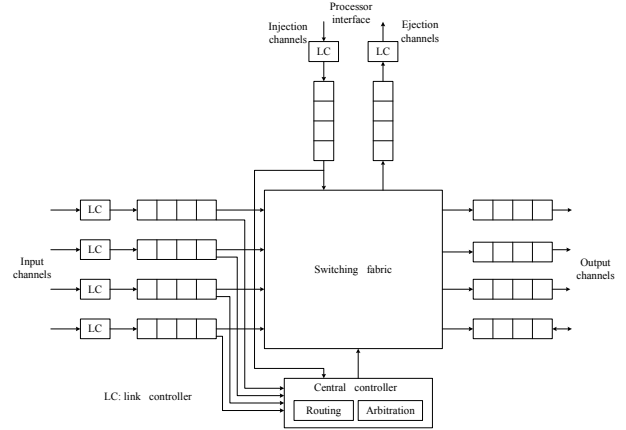 Processor
interface
Injection
channels
Ejection
channels
LC
LC
LC
LC
LC
LC
Input
channels
Switching fabric
Output
channels
LC: link controller
Central controller
Routing
Arbitration